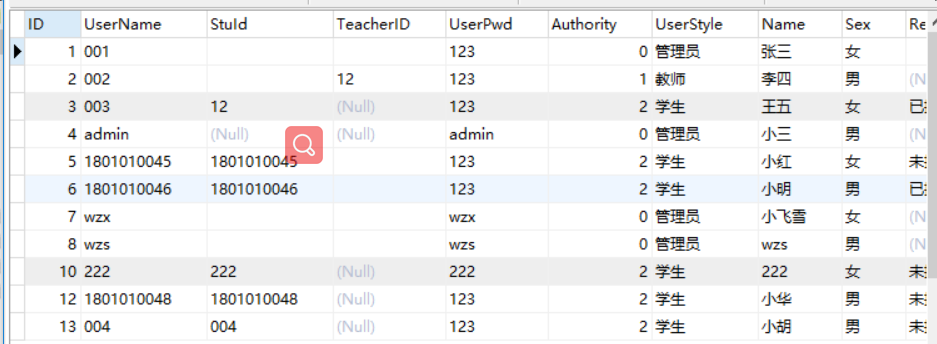 ID UserName StuId TeacherID UserPwd Authority UserStyle Name Sex Re
1 001 123 0 管理员 张三 女
2 002 12 123 1 教师 李四 男 (N
3 003 12 (Null) 123 2 学生 王五 女 已
4 admin (Null) (Null) admin 0 管理员 小三 男 (N
5 1801010045 1801010045 123 2 学生 小红 女 未
6 1801010046 1801010046 123 2 学生 小明 男 已
7 wzx wzx 0 管理员 小飞雪 女 (N
8 wzs wzs 0 管理员 wzs 男 (N
10 222 222 (Null) 222 2 学生 222 女 未
12 1801010048 1801010048 (Null) 123 2 学生 小华 男 未
13 004 004 (Null) 123 2 学生 小胡 男 未